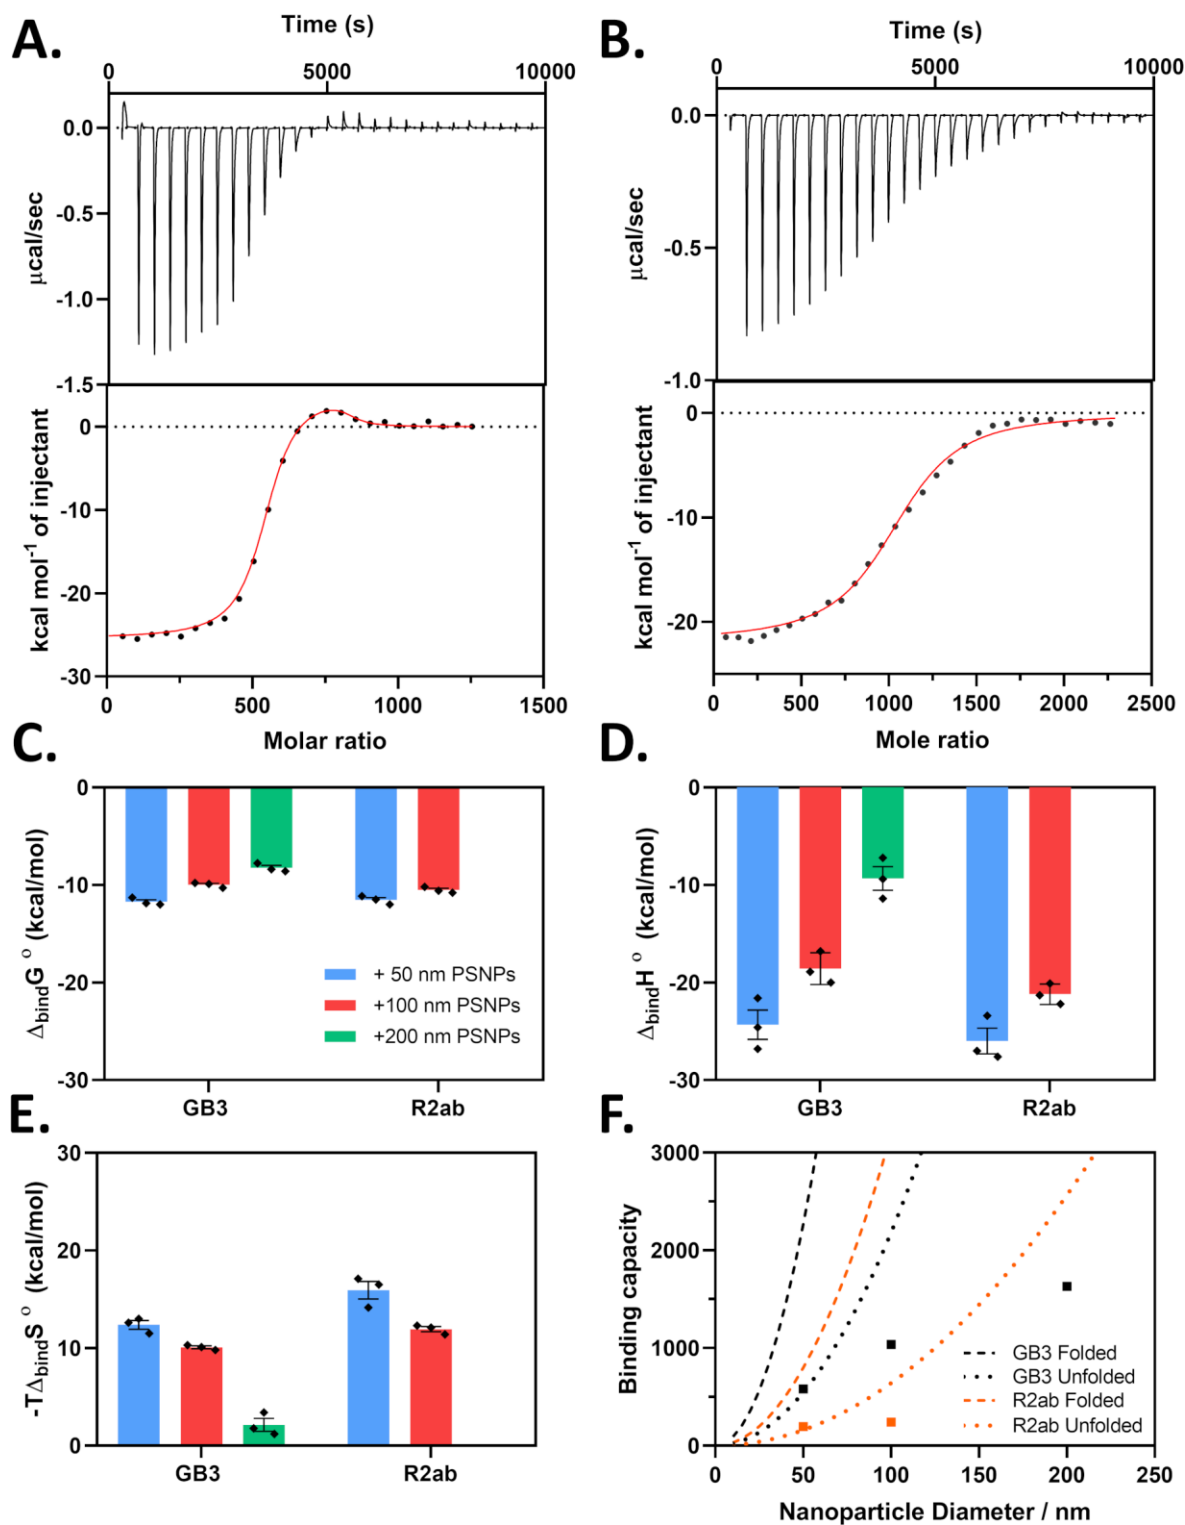 A.
Time (s)
0 5000 10000
0.0
-0.5
-1.0
-1.5
μcal/sec
0
-10
-20
-30
kcal mol⁻¹ of injectant
0 500 1000 1500
Molar ratio
B.
Time (s)
0 5000 10000
0.0
-0.5
-1.0
μcal/sec
0
-10
-20
kcal mol⁻¹ of injectant
0 500 1000 1500 2000 2500
Mole ratio
C.
0
-10
-20
-30
Δbind G° (kcal/mol)
+ 50 nm PSNPs
+100 nm PSNPs
+200 nm PSNPs
GB3 R2ab
D.
0
-10
-20
-30
Δbind H° (kcal/mol)
GB3 R2ab
E.
30
20
10
0
-TΔbind S° (kcal/mol)
GB3 R2ab
F.
3000
2000
1000
0
Binding capacity
GB3 Folded
GB3 Unfolded
R2ab Folded
R2ab Unfolded
0 50 100 150 200 250
Nanoparticle Diameter / nm